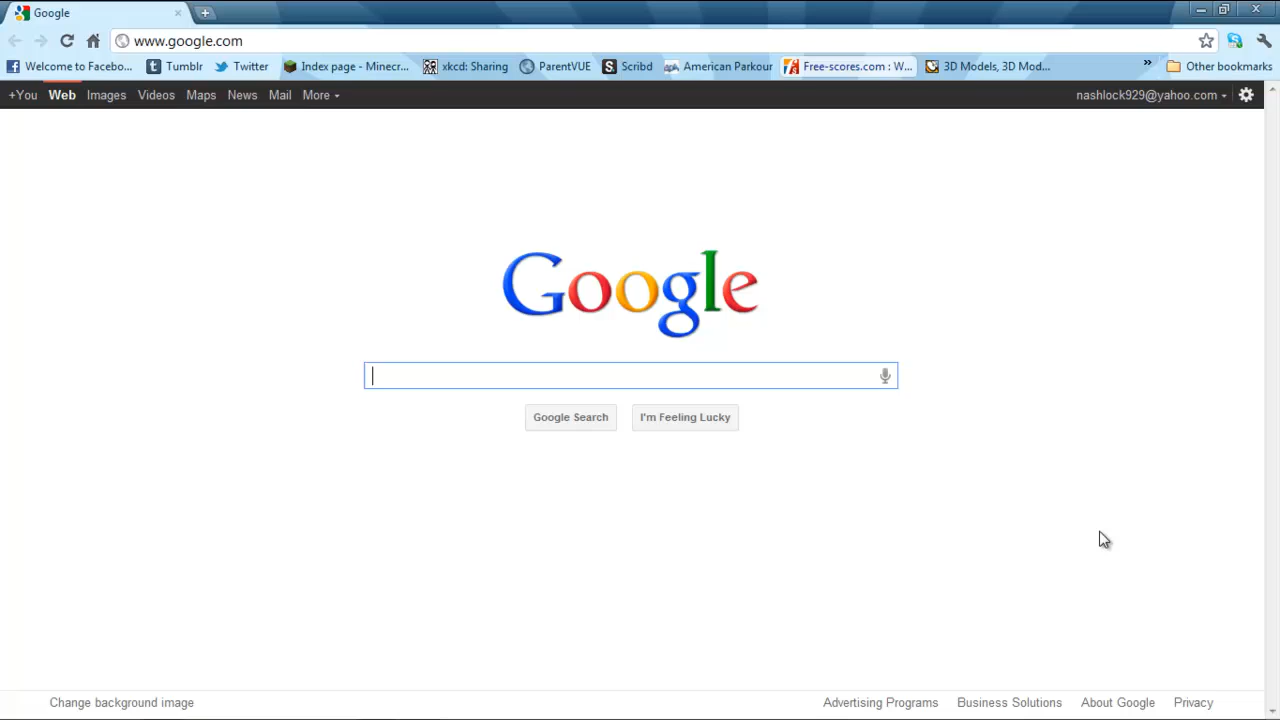 Google
www.google.com
Welcome to Facebo... Tumblr Twitter Index page - Minecr... xkcd: Sharing ParentVUE Scribd American Parkour Free-scores.com : W... 3D Models, 3D Mod... » Other bookmarks
+You Web Images Videos Maps News Mail More nashlock929@yahoo.com
Google
Google Search I'm Feeling Lucky
Change background image Advertising Programs Business Solutions About Google Privacy